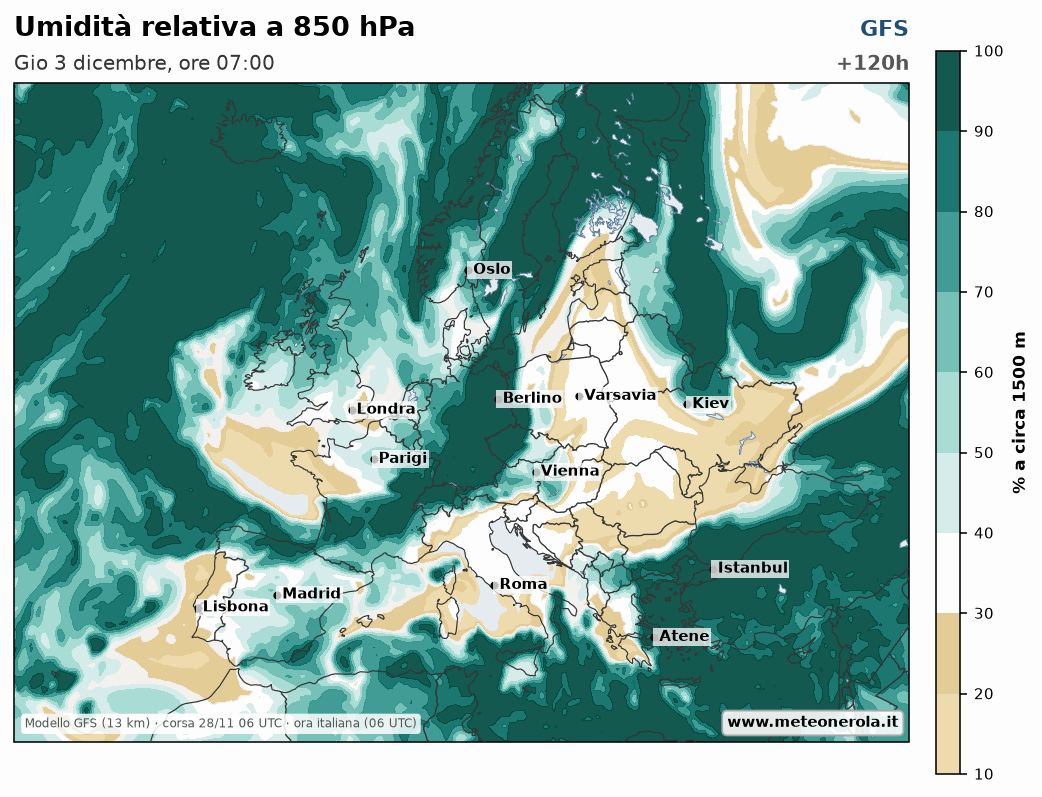 Umidità relativa a 850 hPa
GFS
Gio 3 dicembre, ore 07:00
+120h
100
90
80
70
60
50
40
30
20
10
% a circa 1500 m
Oslo
Londra
Berlino
Varsavia
Kiev
Parigi
Vienna
Istanbul
Roma
Madrid
Lisbona
Atene
Modello GFS (13 km) · corsa 28/11 06 UTC · ora italiana (06 UTC)
www.meteonerola.it